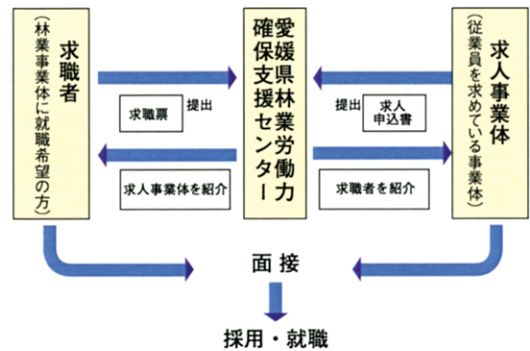 求職者
（林業事業体に就職希望の方）
提出
求職票
求人事業体を紹介
愛媛県林業労働力
確保支援センター
提出
求人
申込書
求職者を紹介
求人事業体
（従業員を求めている事業体）
面接
採用・就職